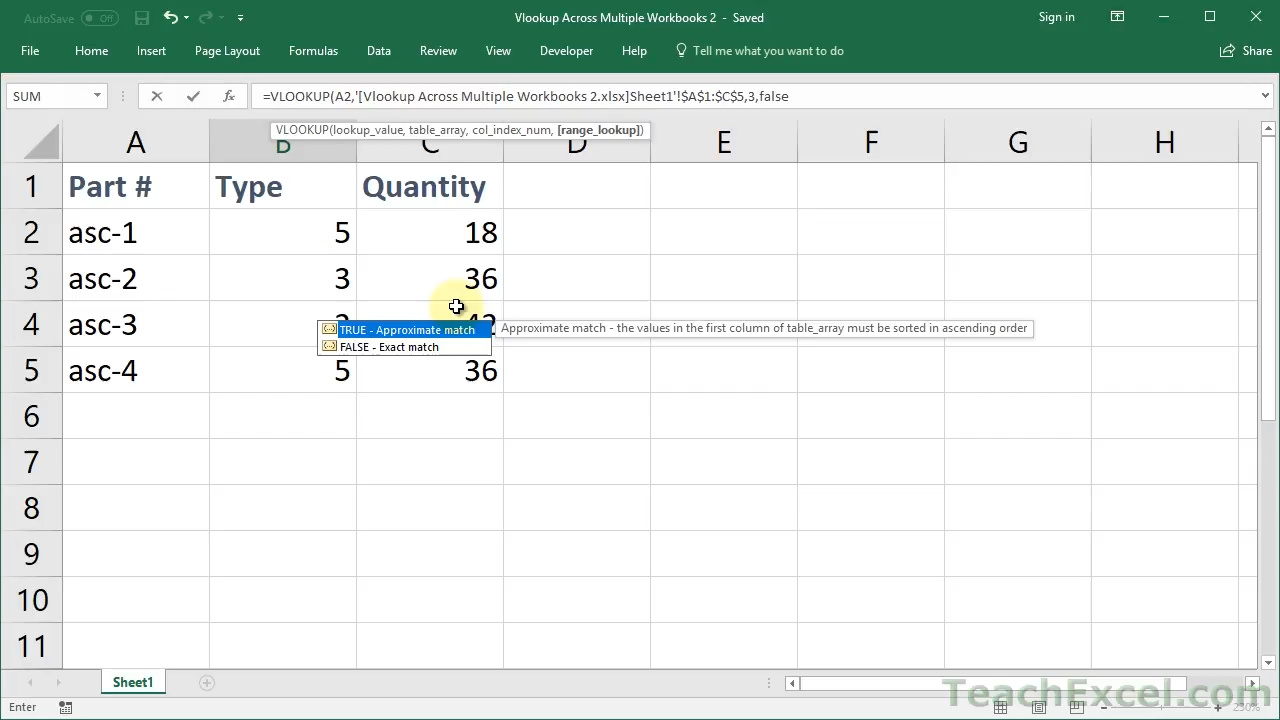 AutoSave Off Vlookup Across Multiple Workbooks 2 - Saved Sign in
File Home Insert Page Layout Formulas Data Review View Developer Help Tell me what you want to do Share
SUM fx =VLOOKUP(A2,'[Vlookup Across Multiple Workbooks 2.xlsx]Sheet1'!$A$1:$C$5,3,false
VLOOKUP(lookup_value, table_array, col_index_num, [range_lookup])
A B C D E F G H
1 Part # Type Quantity
2 asc-1 5 18
3 asc-2 3 36
4 asc-3
TRUE - Approximate match Approximate match - the values in the first column of table_array must be sorted in ascending order
FALSE - Exact match
5 asc-4 5 36
6
7
8
9
10
11
Sheet1
TeachExcel.com
Enter 230%